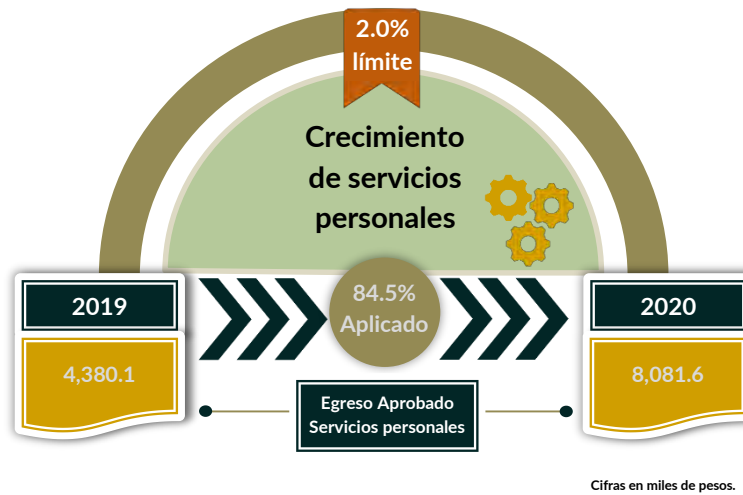 2.0%
límite
Crecimiento
de servicios
personales
2019
84.5%
Aplicado
2020
4,380.1
8,081.6
Egreso Aprobado
Servicios personales
Cifras en miles de pesos.